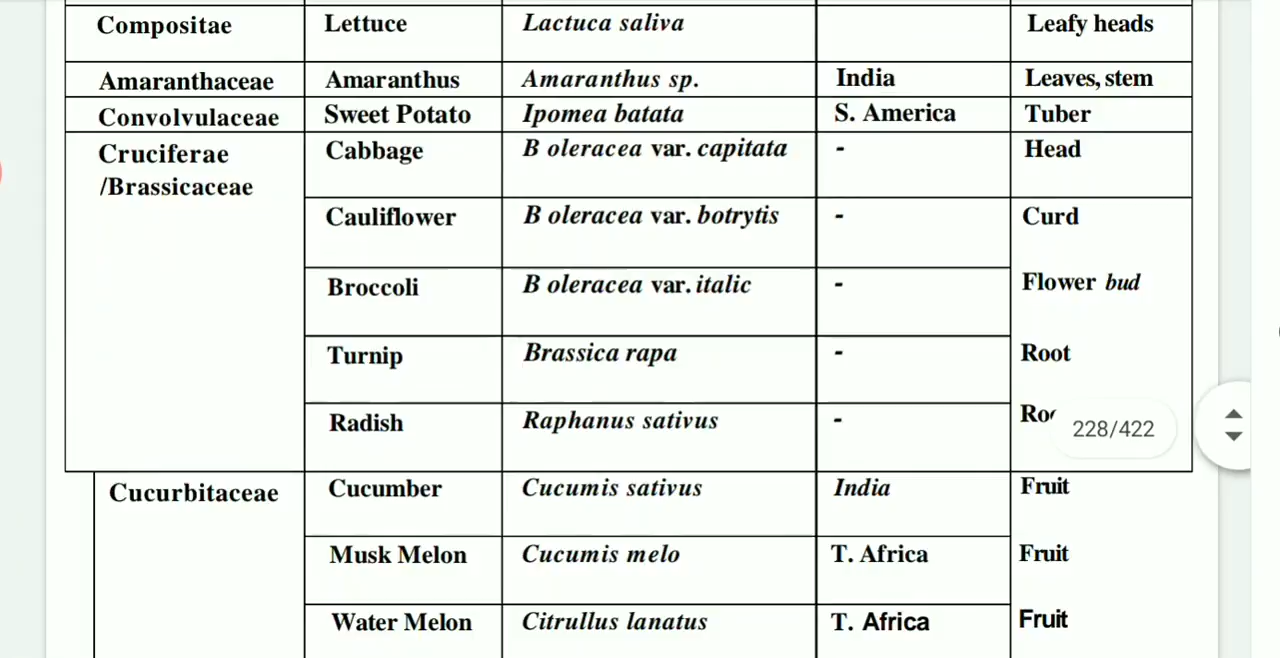 Compositae Lettuce Lactuca saliva Leafy heads
Amaranthaceae Amaranthus Amaranthus sp. India Leaves, stem
Convolvulaceae Sweet Potato Ipomea batata S. America Tuber
Cruciferae Cabbage B oleracea var. capitata - Head
/Brassicaceae
Cauliflower B oleracea var. botrytis - Curd
Broccoli B oleracea var. italic - Flower bud
Turnip Brassica rapa - Root
Radish Raphanus sativus -
228/422
Cucurbitaceae Cucumber Cucumis sativus India Fruit
Musk Melon Cucumis melo T. Africa Fruit
Water Melon Citrullus lanatus T. Africa Fruit